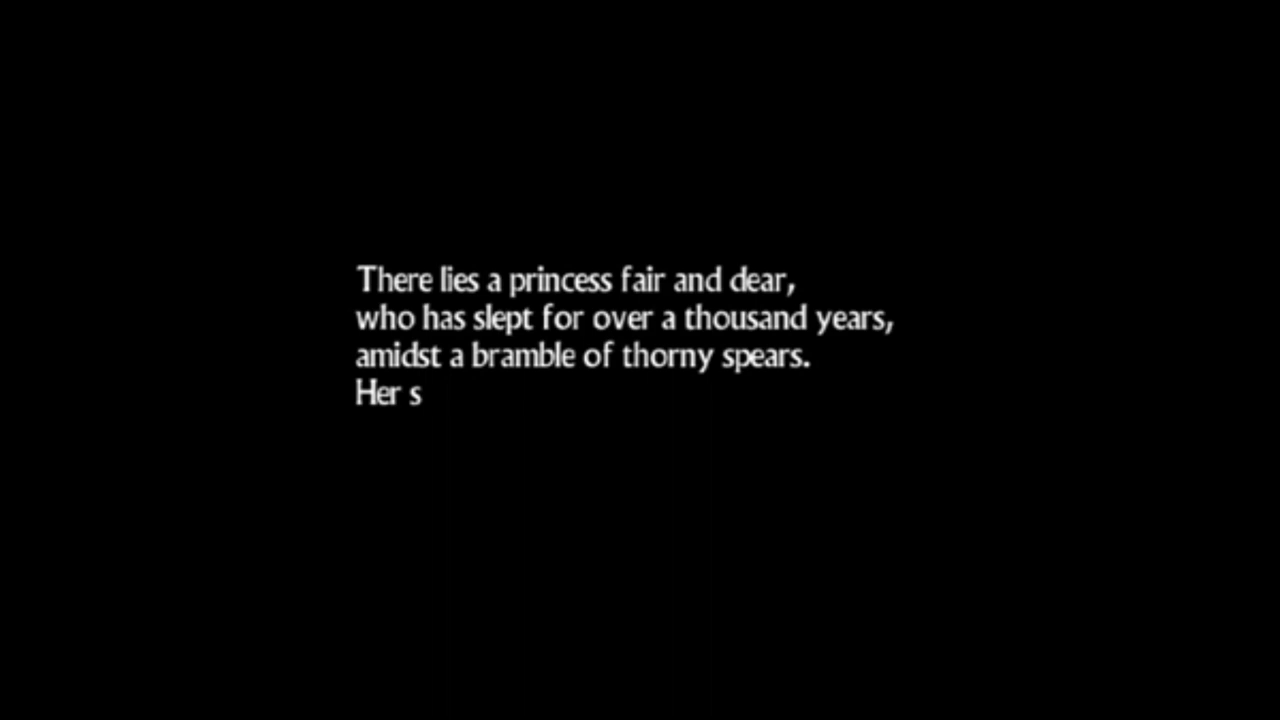 There lies a princess fair and dear,
who has slept for over a thousand years,
amidst a bramble of thorny spears.
Her s